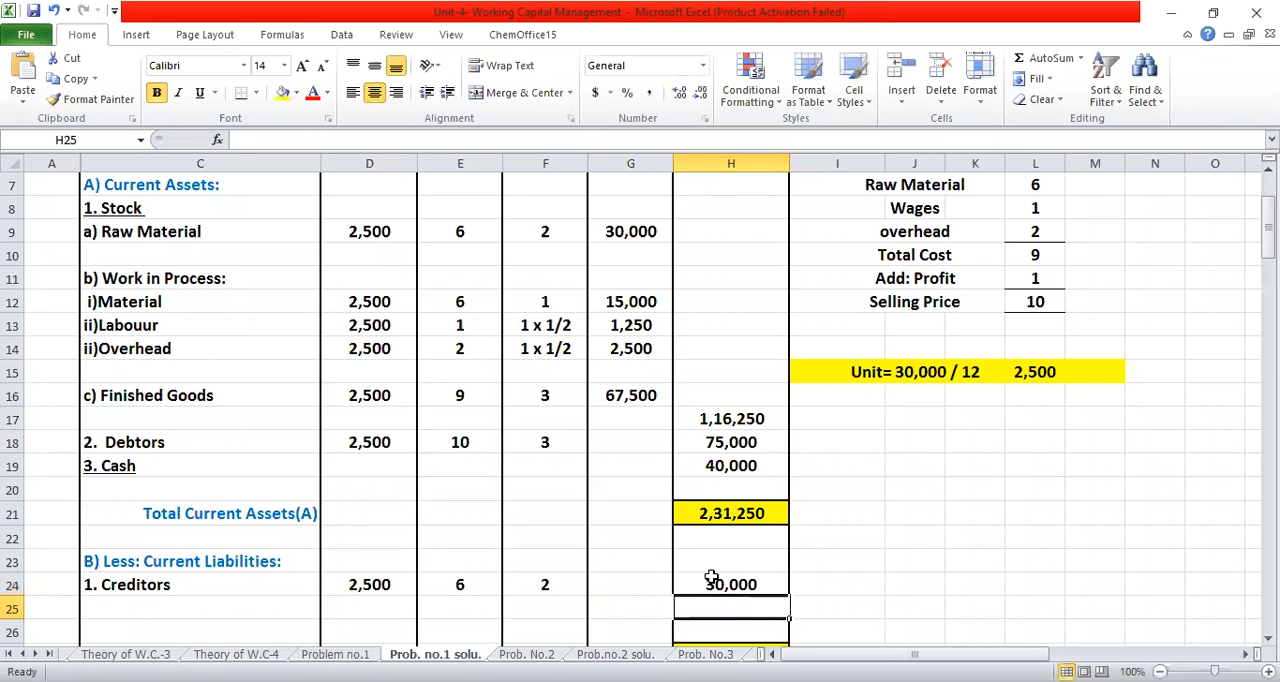 Unit-4- Working Capital Management - Microsoft Excel (Product Activation Failed)
File Home Insert Page Layout Formulas Data Review View ChemOffice15
Paste
Cut
Copy
Format Painter
Clipboard
Calibri 14
B I U
Font
Wrap Text
Merge & Center
Alignment
General
$ % ,
Number
Conditional Formatting
Format as Table
Cell Styles
Styles
Insert Delete Format
Cells
Σ AutoSum
Fill
Clear
Sort & Filter
Find & Select
Editing
H25 fx
A C D E F G H I J K L M N O
7 A) Current Assets: Raw Material 6
8 1. Stock Wages 1
9 a) Raw Material 2,500 6 2 30,000 overhead 2
10 Total Cost 9
11 b) Work in Process: Add: Profit 1
12 i)Material 2,500 6 1 15,000 Selling Price 10
13 ii)Labouur 2,500 1 1 x 1/2 1,250
14 ii)Overhead 2,500 2 1 x 1/2 2,500
15 Unit= 30,000 / 12 2,500
16 c) Finished Goods 2,500 9 3 67,500
17 1,16,250
18 2. Debtors 2,500 10 3 75,000
19 3. Cash 40,000
20
21 Total Current Assets(A) 2,31,250
22
23 B) Less: Current Liabilities:
24 1. Creditors 2,500 6 2 30,000
25
26
Theory of W.C.-3 Theory of W.C-4 Problem no.1 Prob. no.1 solu. Prob. No.2 Prob.no.2 solu. Prob. No.3
Ready 100%